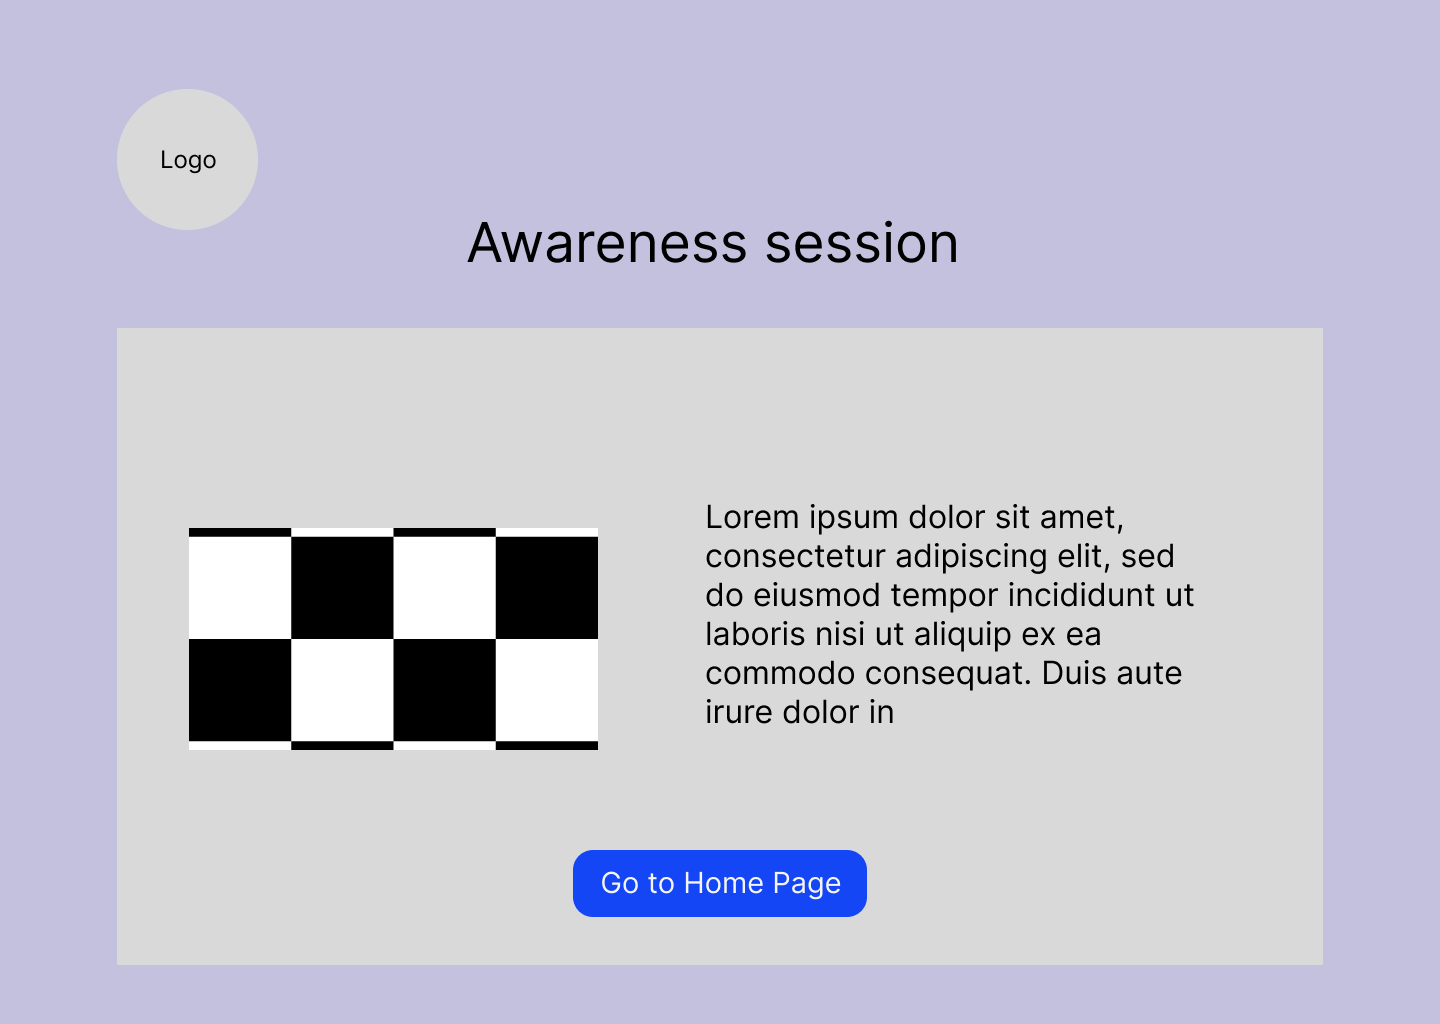 Logo
Awareness session
Lorem ipsum dolor sit amet,
consectetur adipiscing elit, sed
do eiusmod tempor incididunt ut
laboris nisi ut aliquip ex ea
commodo consequat. Duis aute
irure dolor in
Go to Home Page